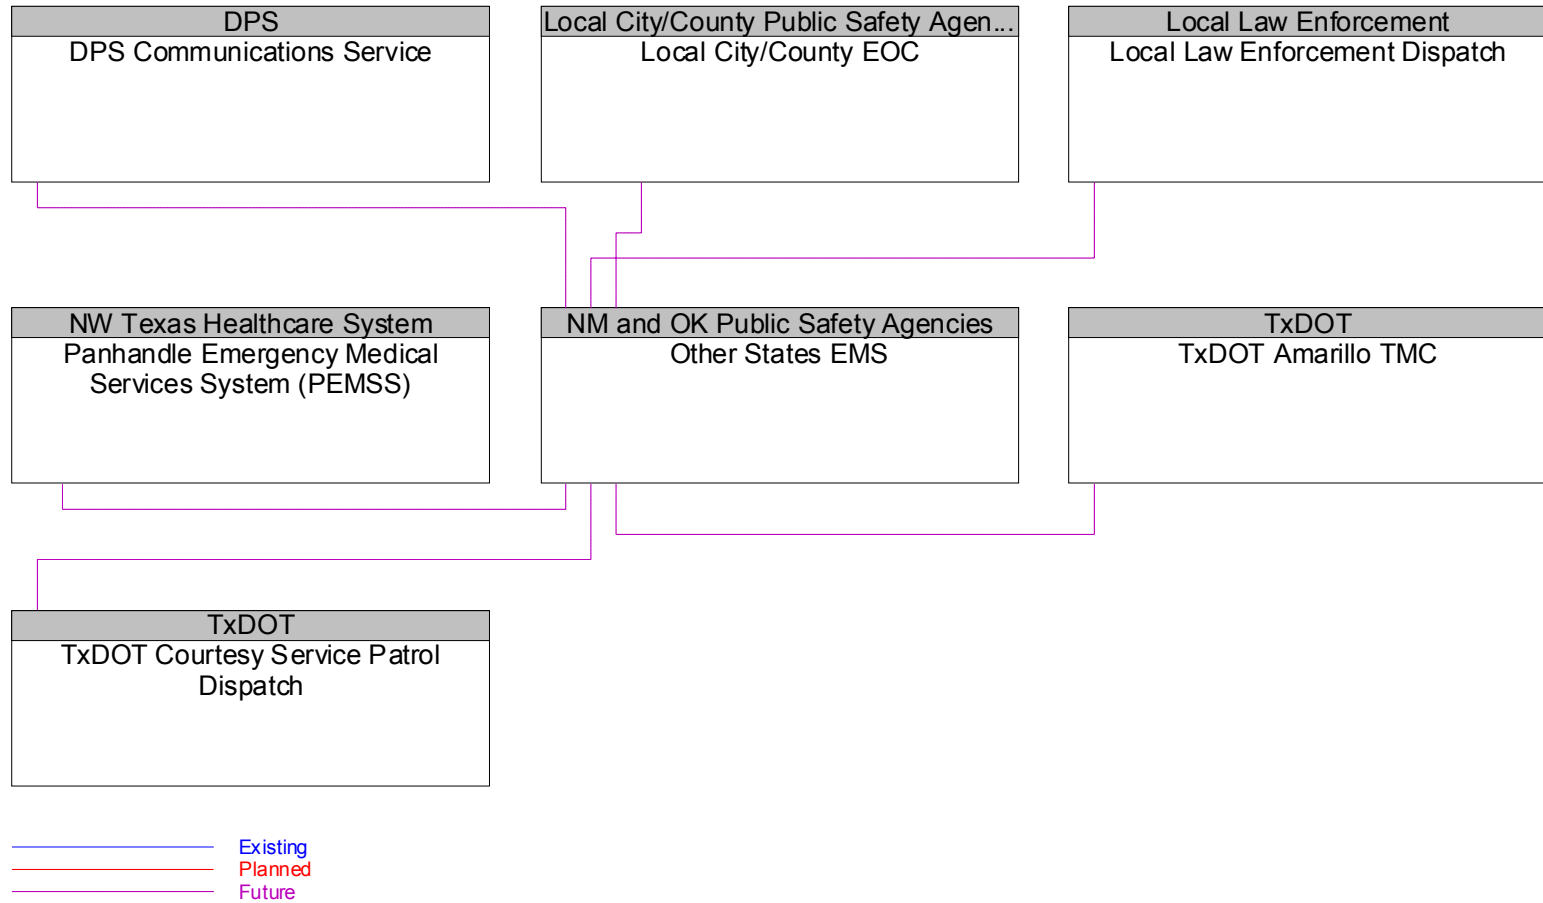 DPS
DPS Communications Service
Local City/County Public Safety Agen...
Local City/County EOC
Local Law Enforcement
Local Law Enforcement Dispatch
NW Texas Healthcare System
Panhandle Emergency Medical
Services System (PEMSS)
NM and OK Public Safety Agencies
Other States EMS
TxDOT
TxDOT Amarillo TMC
TxDOT
TxDOT Courtesy Service Patrol
Dispatch
Existing
Planned
Future